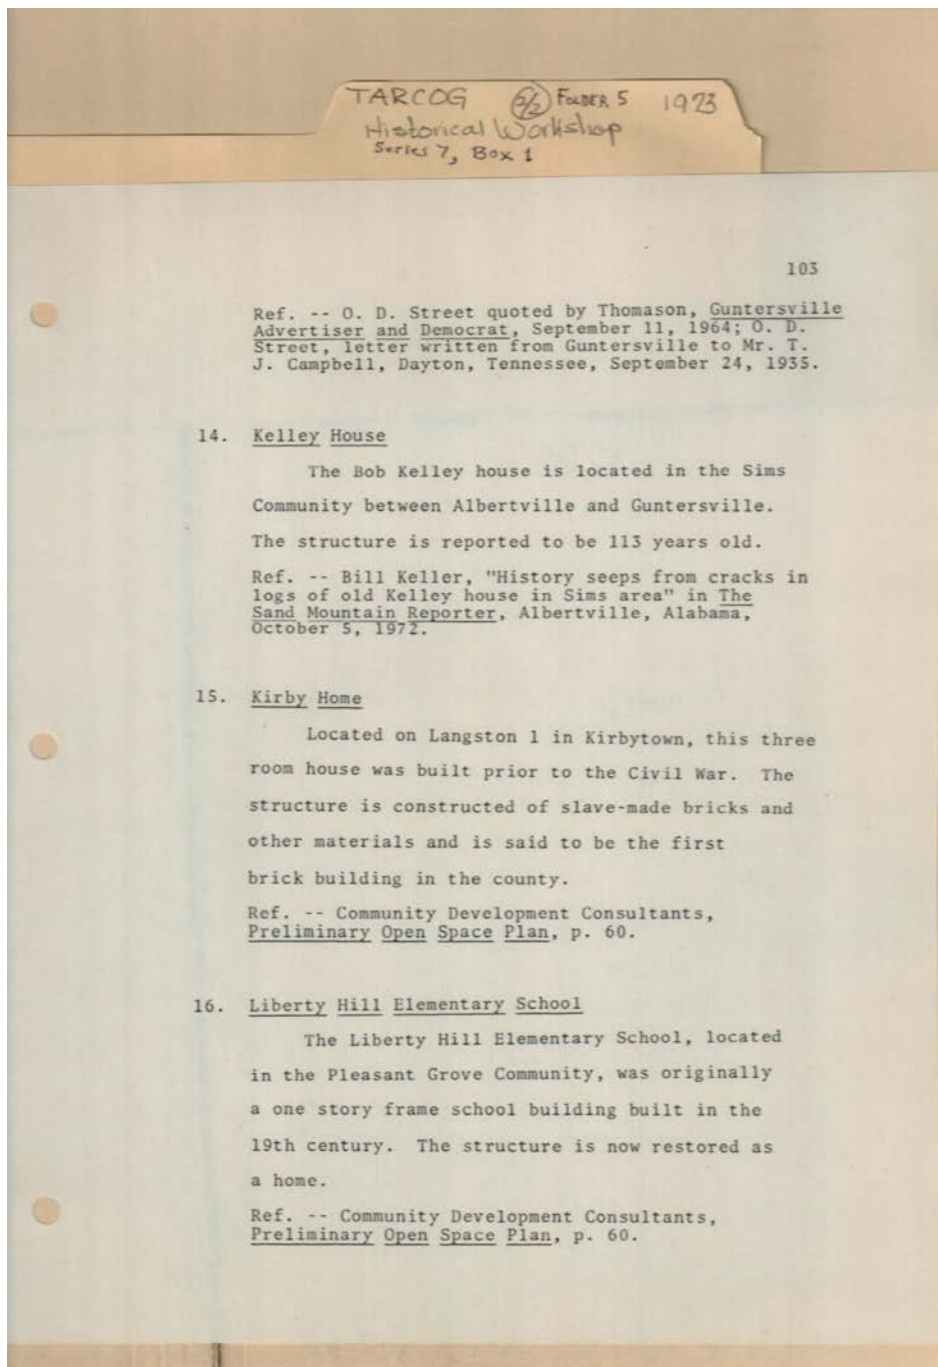 TARCOG 2/2 FOLDER 5 1973
Historical Workshop
Series 7, Box 1
103
Ref. -- O. D. Street quoted by Thomason, Guntersville
Advertiser and Democrat, September 11, 1964; O. D.
Street, letter written from Guntersville to Mr. T.
J. Campbell, Dayton, Tennessee, September 24, 1935.
14. Kelley House
The Bob Kelley house is located in the Sims
Community between Albertville and Guntersville.
The structure is reported to be 113 years old.
Ref. -- Bill Keller, "History seeps from cracks in
logs of old Kelley house in Sims area" in The
Sand Mountain Reporter, Albertville, Alabama,
October 5, 1972.
15. Kirby Home
Located on Langston 1 in Kirbytown, this three
room house was built prior to the Civil War. The
structure is constructed of slave-made bricks and
other materials and is said to be the first
brick building in the county.
Ref. -- Community Development Consultants,
Preliminary Open Space Plan, p. 60.
16. Liberty Hill Elementary School
The Liberty Hill Elementary School, located
in the Pleasant Grove Community, was originally
a one story frame school building built in the
19th century. The structure is now restored as
a home.
Ref. -- Community Development Consultants,
Preliminary Open Space Plan, p. 60.